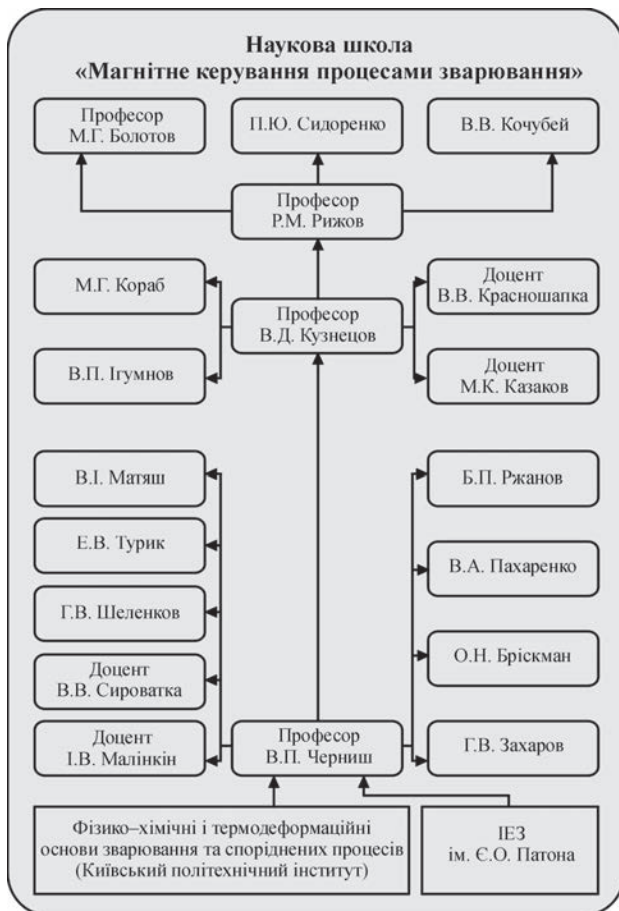 Наукова школа
«Магнітне керування процесами зварювання»
Професор
М.Г. Болотов
П.Ю. Сидоренко
В.В. Кочубей
Професор
Р.М. Рижов
М.Г. Кораб
Доцент
В.В. Красношапка
Професор
В.Д. Кузнецов
В.П. Ігумнов
Доцент
М.К. Казаков
В.І. Матяш
Б.П. Ржанов
Е.В. Турик
В.А. Пахаренко
Г.В. Шеленков
О.Н. Бріскман
Доцент
В.В. Сироватка
Доцент
І.В. Малінкін
Професор
В.П. Черниш
Г.В. Захаров
Фізико–хімічні і термодеформаційні
основи зварювання та споріднених процесів
(Київський політехнічний інститут)
ІЕЗ
ім. Є.О. Патона